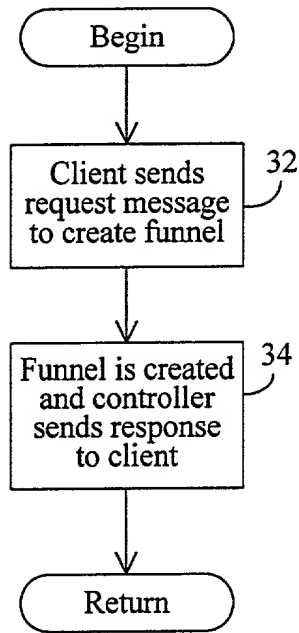 Begin
Client sends
request message
to create funnel
32
Funnel is created
and controller
sends response
to client
34
Return